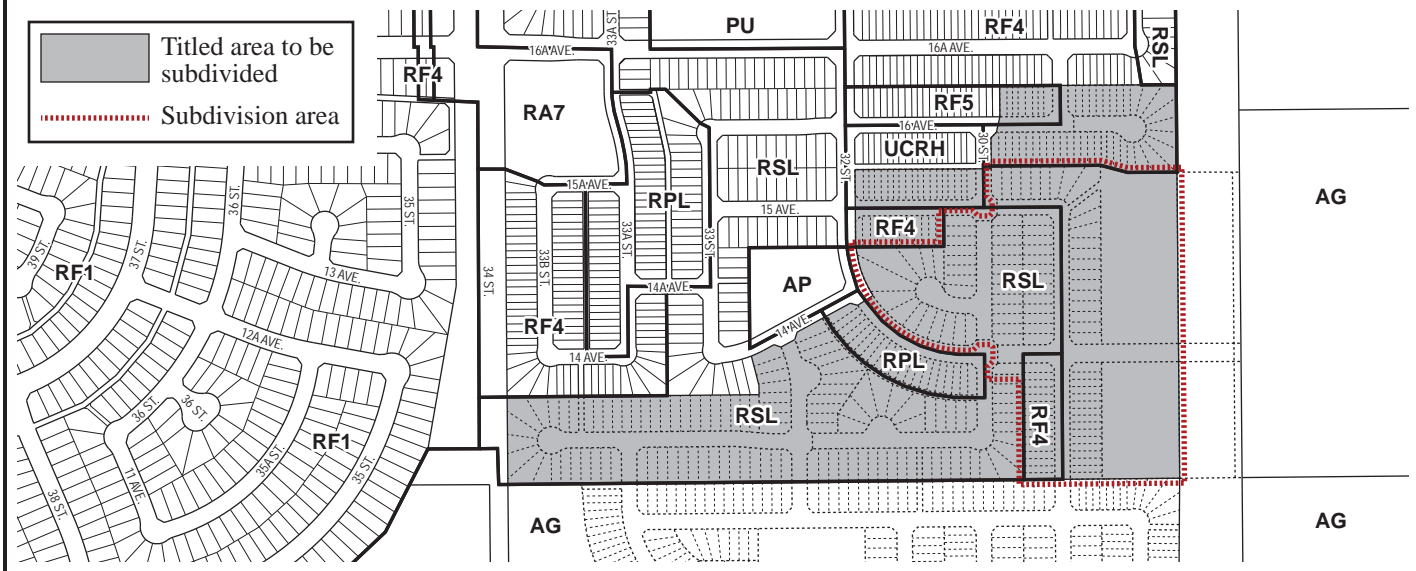 Titled area to be
subdivided
Subdivision area
PU
RF4
RSL
33A ST.
16A AVE.
16A AVE.
RF4
RA7
RF5
16 AVE.
30 ST.
UCRH
RSL
32 ST.
15A AVE.
RPL
AG
36 ST.
35 ST.
15 AVE.
33A ST.
33 ST.
RF4
39 ST.
RF1
37 ST.
13 AVE.
34 ST.
33B ST.
14A AVE.
AP
RSL
RF4
12A AVE.
14 AVE.
14 AVE.
RPL
36 ST.
36 ST.
RF1
RSL
RF4
11 AVE.
35A ST.
35 ST.
38 ST.
AG
AG